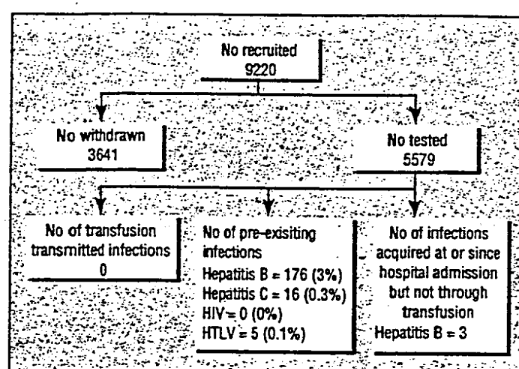 No recruited
9220
No withdrawn
3641
No tested
5579
No of transfusion
transmitted infections
0
No of pre-exisiting
infections
Hepatitis B = 176 (3%)
Hepatitis C = 16 (0.3%)
HIV = 0 (0%)
HTLV = 5 (0.1%)
No of infections
acquired at or since
hospital admission
but not through
transfusion
Hepatitis B = 3